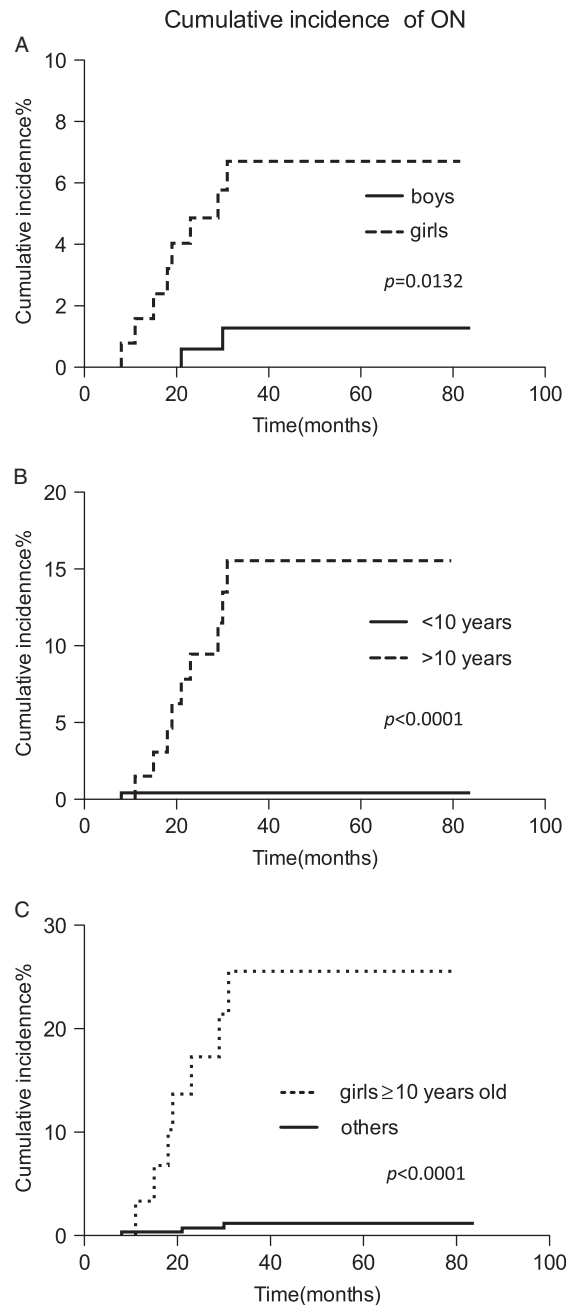 Cumulative incidence of ON
A
Cumulative incidennce%
10
8
6
4
2
0
boys
girls
p=0.0132
0 20 40 60 80 100
Time(months)
B
Cumulative incidennce%
20
15
10
5
0
<10 years
>10 years
p<0.0001
0 20 40 60 80 100
Time(months)
C
Cumulative incidennce%
30
20
10
0
girls ≥10 years old
others
p<0.0001
0 20 40 60 80 100
Time(months)